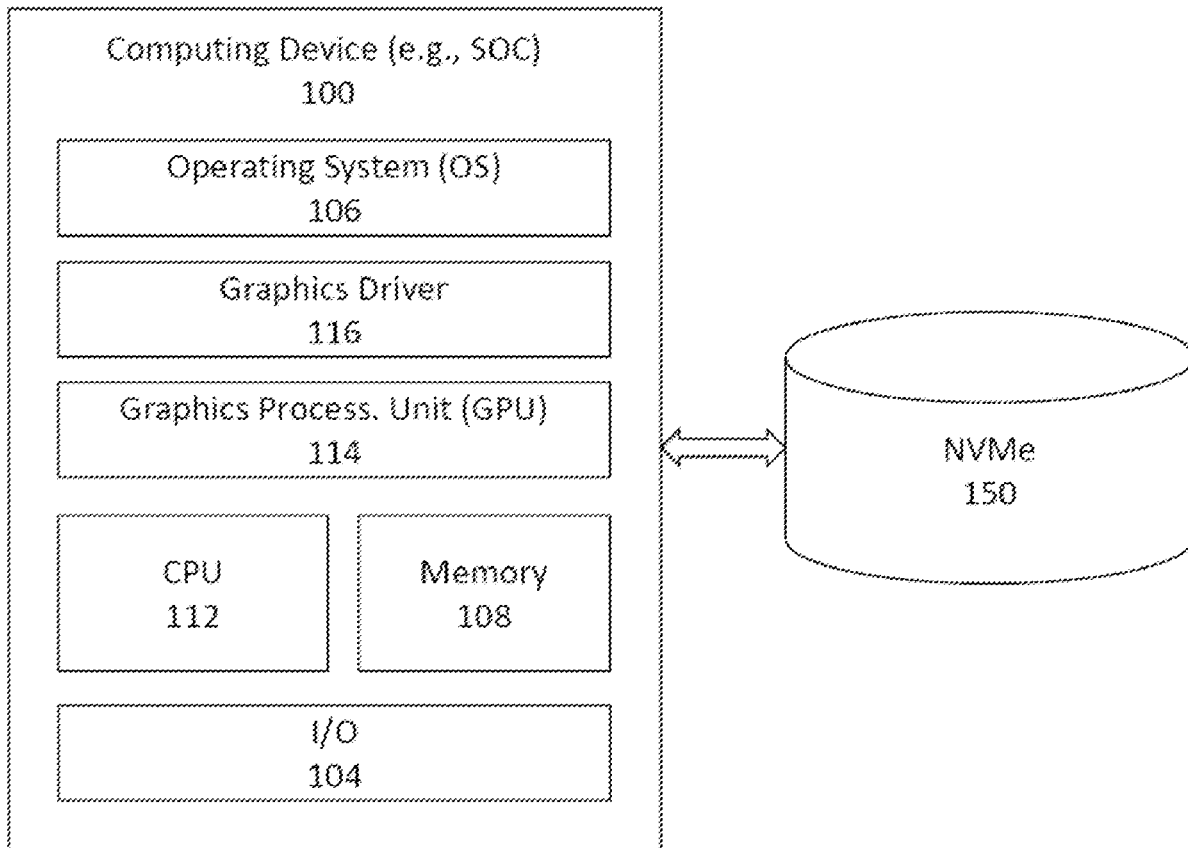 Computing Device (e.g., SOC)
100
Operating System (OS)
106
Graphics Driver
116
Graphics Process. Unit (GPU)
114
CPU
112
Memory
108
I/O
104
NVMe
150